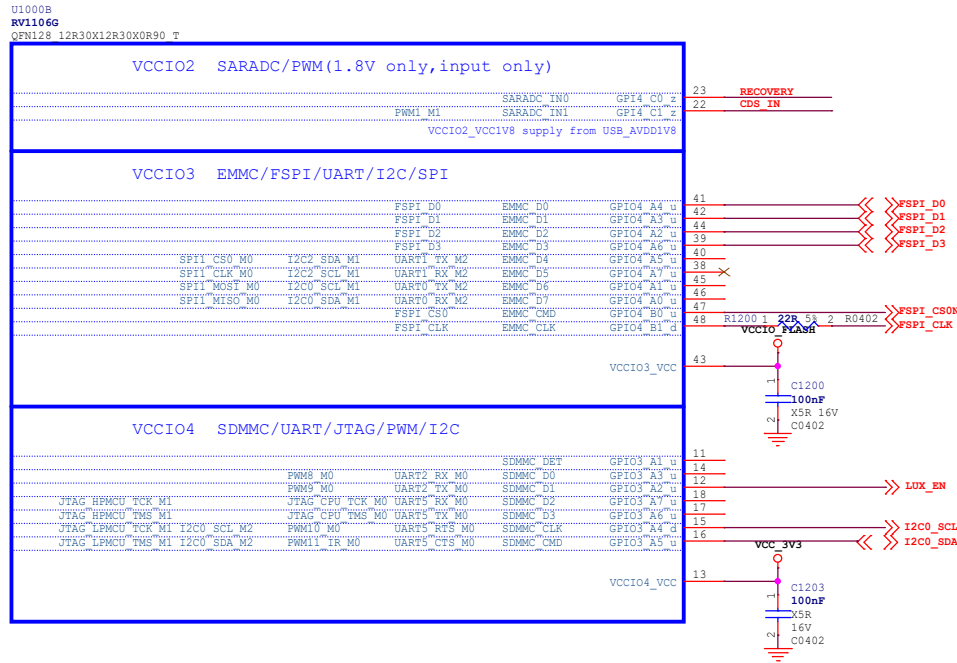 U1000B
RV1106G
QFN128_12R30X12R30X0R90_T
VCCIO2 SARADC/PWM(1.8V only,input only)
SARADC_IN0 GPI4_C0_z 23 RECOVERY
PWM1_M1 SARADC_IN1 GPI4_C1_z 22 CDS_IN
VCCIO2_VCC1V8 supply from USB_AVDD1V8
VCCIO3 EMMC/FSPI/UART/I2C/SPI
FSPI_D0 EMMC_D0 GPIO4_A4_u 41 FSPI_D0
FSPI_D1 EMMC_D1 GPIO4_A3_u 42 FSPI_D1
FSPI_D2 EMMC_D2 GPIO4_A2_u 44 FSPI_D2
FSPI_D3 EMMC_D3 GPIO4_A6_u 39 FSPI_D3
SPI1_CS0_M0 I2C2_SDA_M1 UART1_TX_M2 EMMC_D4 GPIO4_A5_u 40
SPI1_CLK_M0 I2C2_SCL_M1 UART1_RX_M2 EMMC_D5 GPIO4_A7_u 38
SPI1_MOSI_M0 I2C0_SCL_M1 UART0_TX_M2 EMMC_D6 GPIO4_A1_u 45
SPI1_MISO_M0 I2C0_SDA_M1 UART0_RX_M2 EMMC_D7 GPIO4_A0_u 46
FSPI_CS0 EMMC_CMD GPIO4_B0_u 47 FSPI_CS0N
FSPI_CLK EMMC_CLK GPIO4_B1_d 48 R1200 1 22R 5% 2 R0402 FSPI_CLK
VCCIO_FLASH
VCCIO3_VCC 43
1 C1200
100nF
X5R 16V
2 C0402
VCCIO4 SDMMC/UART/JTAG/PWM/I2C
SDMMC_DET GPIO3_A1_u 11
PWM8_M0 UART2_RX_M0 SDMMC_D0 GPIO3_A3_u 14
PWM9_M0 UART2_TX_M0 SDMMC_D1 GPIO3_A2_u 12 LUX_EN
JTAG_HPMCU_TCK_M1 JTAG_CPU_TCK_M0 UART5_RX_M0 SDMMC_D2 GPIO3_A7_u 18
JTAG_HPMCU_TMS_M1 JTAG_CPU_TMS_M0 UART5_TX_M0 SDMMC_D3 GPIO3_A6_u 17
JTAG_LPMCU_TCK_M1 I2C0_SCL_M2 PWM10_M0 UART5_RTS_M0 SDMMC_CLK GPIO3_A4_d 15 I2C0_SCL
JTAG_LPMCU_TMS_M1 I2C0_SDA_M2 PWM11_IR_M0 UART5_CTS_M0 SDMMC_CMD GPIO3_A5_u 16 I2C0_SDA
VCC_3V3
VCCIO4_VCC 13
1 C1203
100nF
X5R
16V
2 C0402